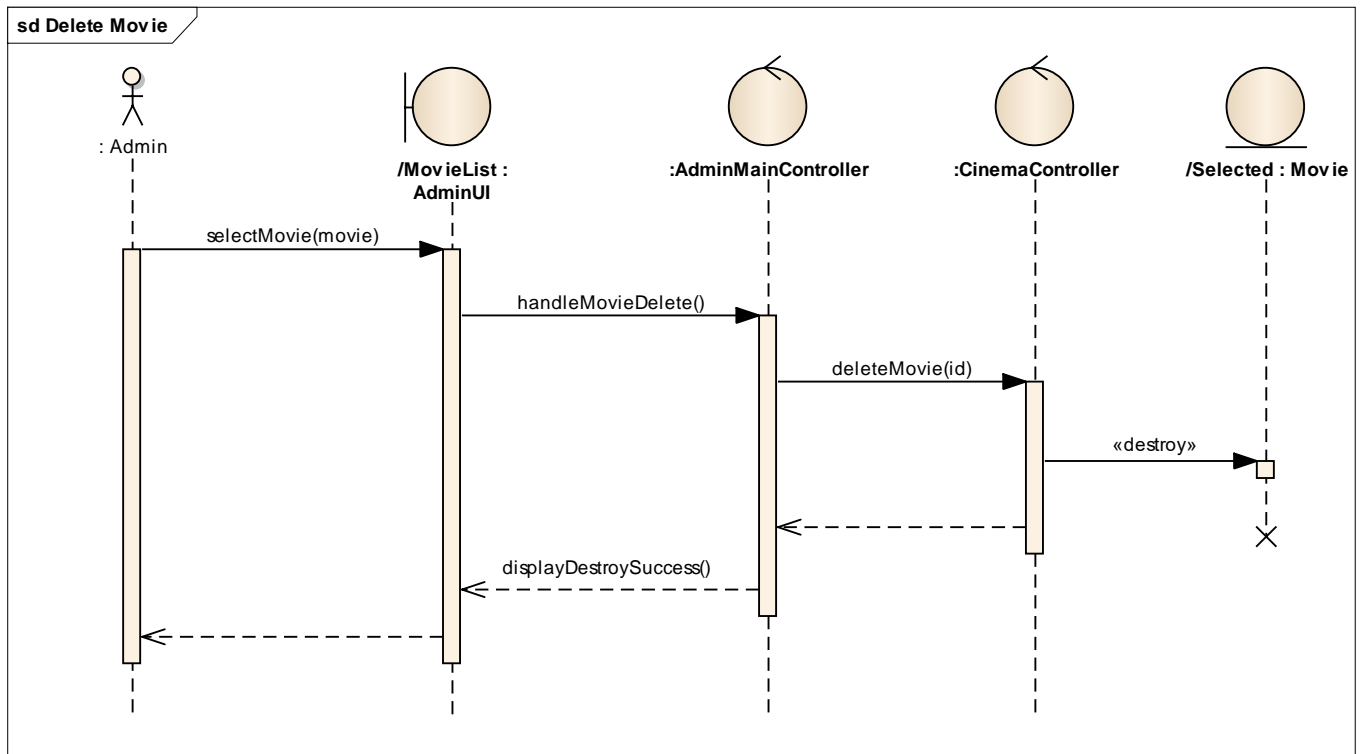 sd Delete Movie
: Admin
/MovieList :
AdminUI
:AdminMainController
:CinemaController
/Selected : Movie
selectMovie(movie)
handleMovieDelete()
deleteMovie(id)
«destroy»
displayDestroySuccess()